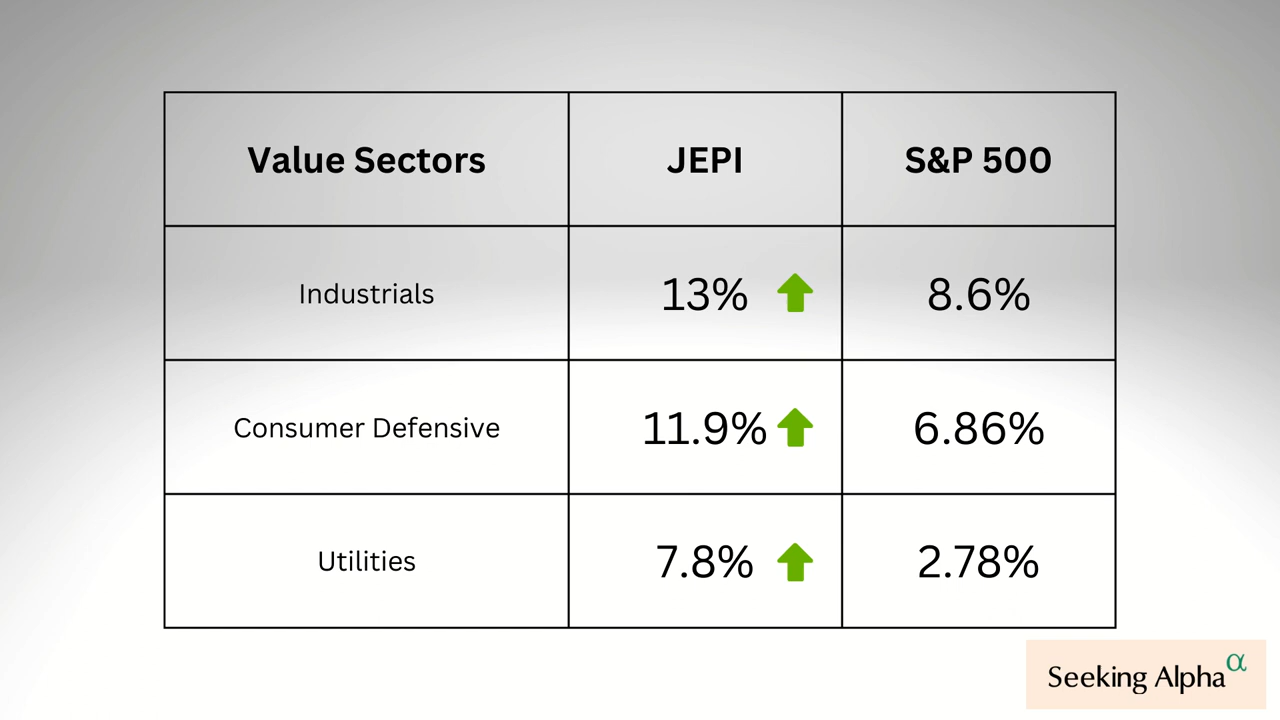 Value Sectors JEPI S&P 500
Industrials 13% 8.6%
Consumer Defensive 11.9% 6.86%
Utilities 7.8% 2.78%
Seeking Alpha α